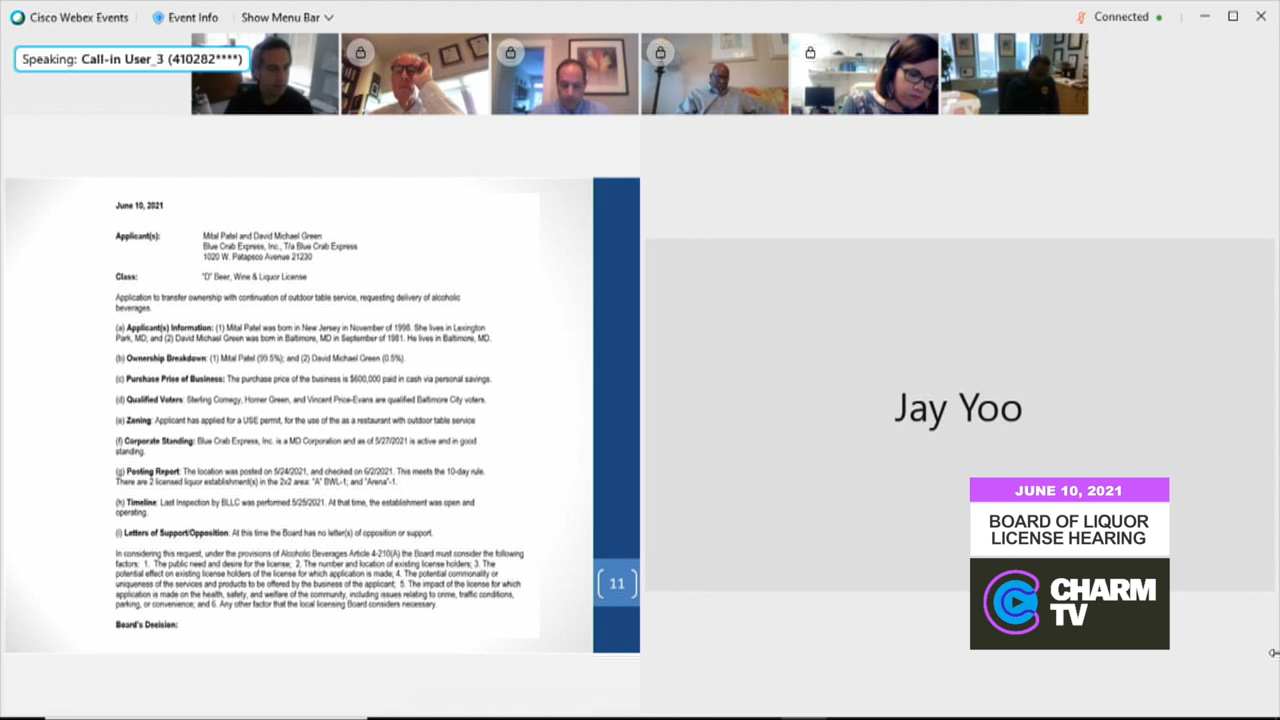 Cisco Webex Events
Event Info
Show Menu Bar
Connected
Speaking: Call-in User_3 (410282****)
June 10, 2021
Applicant(s):
Mital Patel and David Michael Green
Blue Crab Express, Inc., T/a Blue Crab Express
1020 W. Patapsco Avenue 21230
Class:
"D" Beer, Wine & Liquor License
Application to transfer ownership with continuation of outdoor table service, requesting delivery of alcoholic
beverages.
(a) Applicant(s) Information: (1) Mital Patel was born in New Jersey in November of 1998. She lives in Lexington
Park, MD; and (2) David Michael Green was born in Baltimore, MD in September of 1981. He lives in Baltimore, MD.
(b) Ownership Breakdown: (1) Mital Patel (99.5%); and (2) David Michael Green (0.5%).
(c) Purchase Price of Business: The purchase price of the business is $600,000 paid in cash via personal savings.
(d) Qualified Voters: Sterling Comegy, Homer Green, and Vincent Price-Evans are qualified Baltimore City voters.
(e) Zoning: Applicant has applied for a USE permit, for the use of the as a restaurant with outdoor table service
(f) Corporate Standing: Blue Crab Express, Inc. is a MD Corporation and as of 5/27/2021 is active and in good
standing.
(g) Posting Report: The location was posted on 5/24/2021, and checked on 6/2/2021. This meets the 10-day rule.
There are 2 licensed liquor establishment(s) in the 2x2 area: "A" BWL-1; and "Arena"-1.
(h) Timeline: Last Inspection by BLLC was performed 5/25/2021. At that time, the establishment was open and
operating.
(i) Letters of Support/Opposition: At this time the Board has no letter(s) of opposition or support.
In considering this request, under the provisions of Alcoholic Beverages Article 4-210(A) the Board must consider the following
factors: 1. The public need and desire for the license; 2. The number and location of existing license holders; 3. The
potential effect on existing license holders of the license for which application is made; 4. The potential commonality or
uniqueness of the services and products to be offered by the business of the applicant; 5. The impact of the license for which
application is made on the health, safety, and welfare of the community, including issues relating to crime, traffic conditions,
parking, or convenience; and 6. Any other factor that the local licensing Board considers necessary.
Board's Decision:
11
Jay Yoo
JUNE 10, 2021
BOARD OF LIQUOR
LICENSE HEARING
CHARM
TV